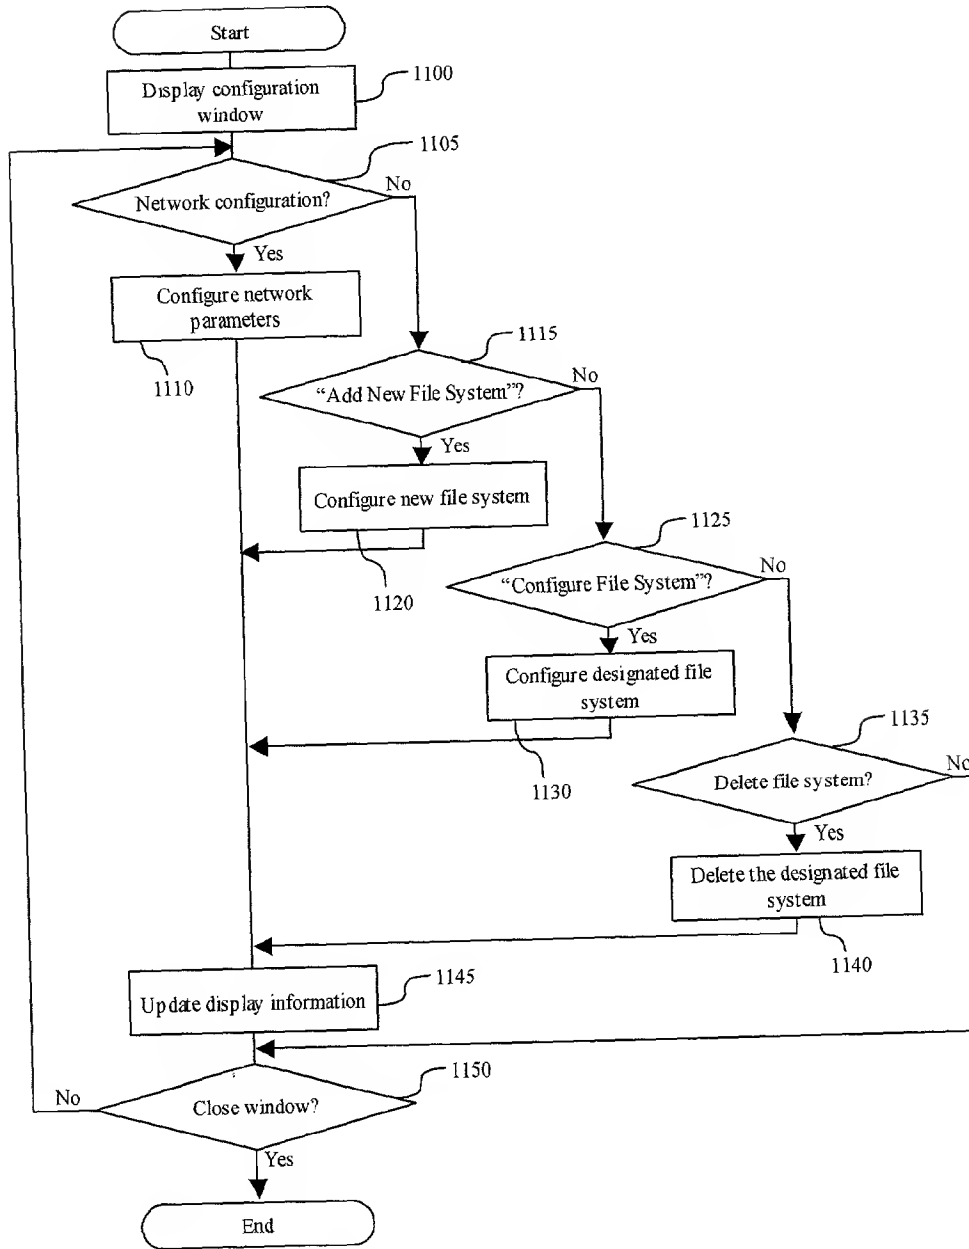 Start
Display configuration
window
1100
1105
Network configuration?
No
Yes
Configure network
parameters
1110
1115
“Add New File System”?
No
Yes
Configure new file system
1120
1125
“Configure File System”?
No
Yes
Configure designated file
system
1130
1135
Delete file system?
No
Yes
Delete the designated file
system
1140
Update display information
1145
1150
Close window?
No
Yes
End